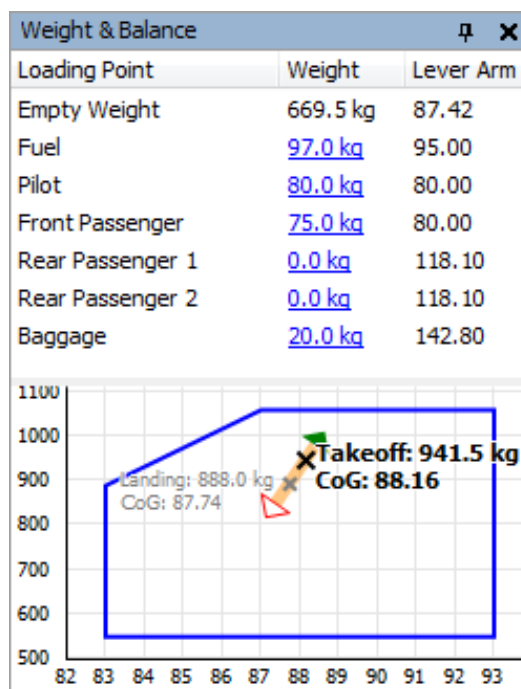 Weight & Balance
Loading Point Weight Lever Arm
Empty Weight 669.5 kg 87.42
Fuel 97.0 kg 95.00
Pilot 80.0 kg 80.00
Front Passenger 75.0 kg 80.00
Rear Passenger 1 0.0 kg 118.10
Rear Passenger 2 0.0 kg 118.10
Baggage 20.0 kg 142.80
1100
1000
Takeoff: 941.5 kg
900
Landing: 888.0 kg
CoG: 88.16
CoG: 87.74
800
700
600
500
82 83 84 85 86 87 88 89 90 91 92 93